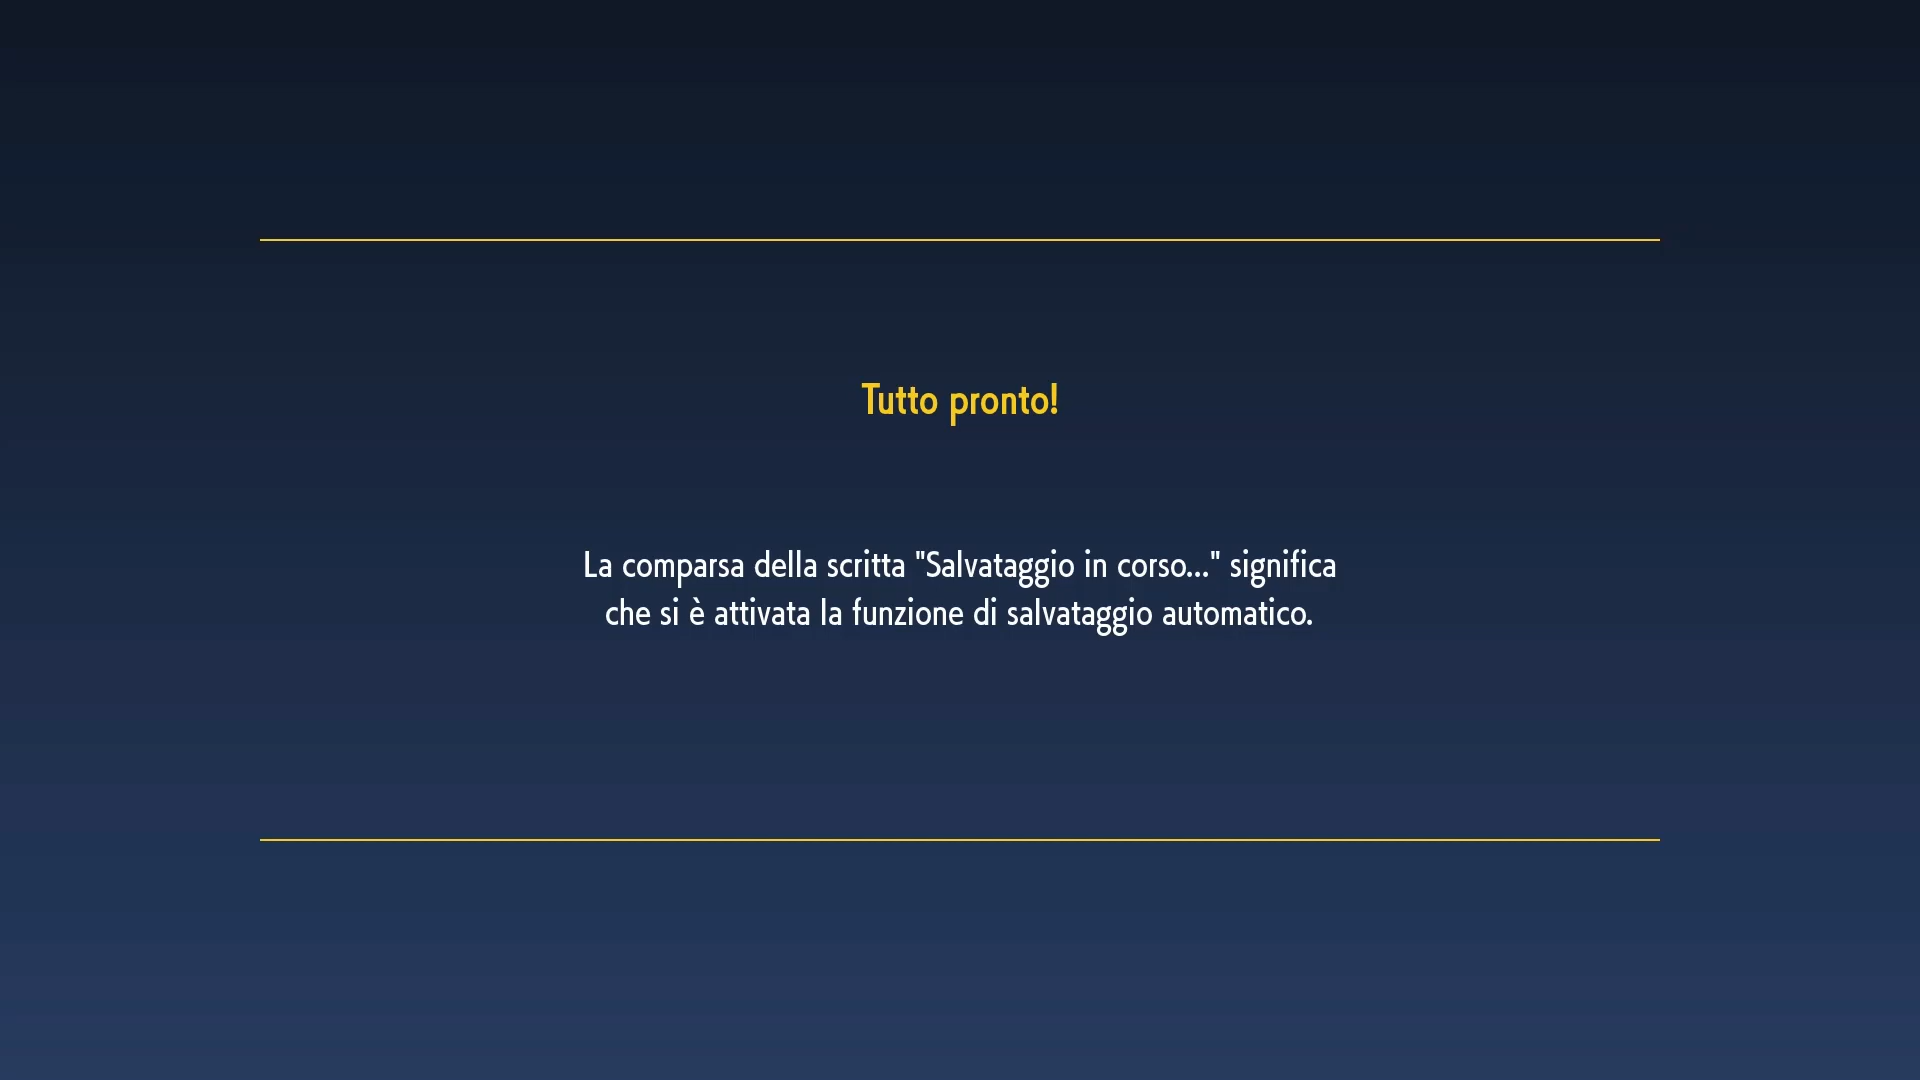 Tutto pronto!
La comparsa della scritta "Salvataggio in corso..." significa
che si è attivata la funzione di salvataggio automatico.